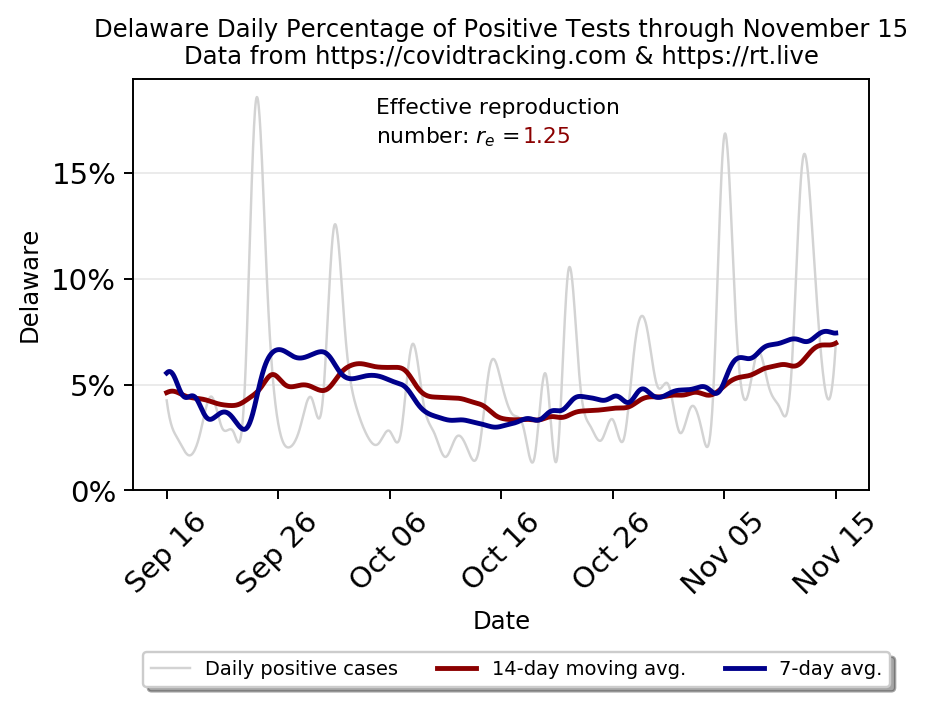 Delaware Daily Percentage of Positive Tests through November 15
Data from https://covidtracking.com & https://rt.live
Effective reproduction
number: r_e = 1.25
15%
10%
5%
0%
Delaware
Sep 16
Sep 26
Oct 06
Oct 16
Oct 26
Nov 05
Nov 15
Date
Daily positive cases
14-day moving avg.
7-day avg.